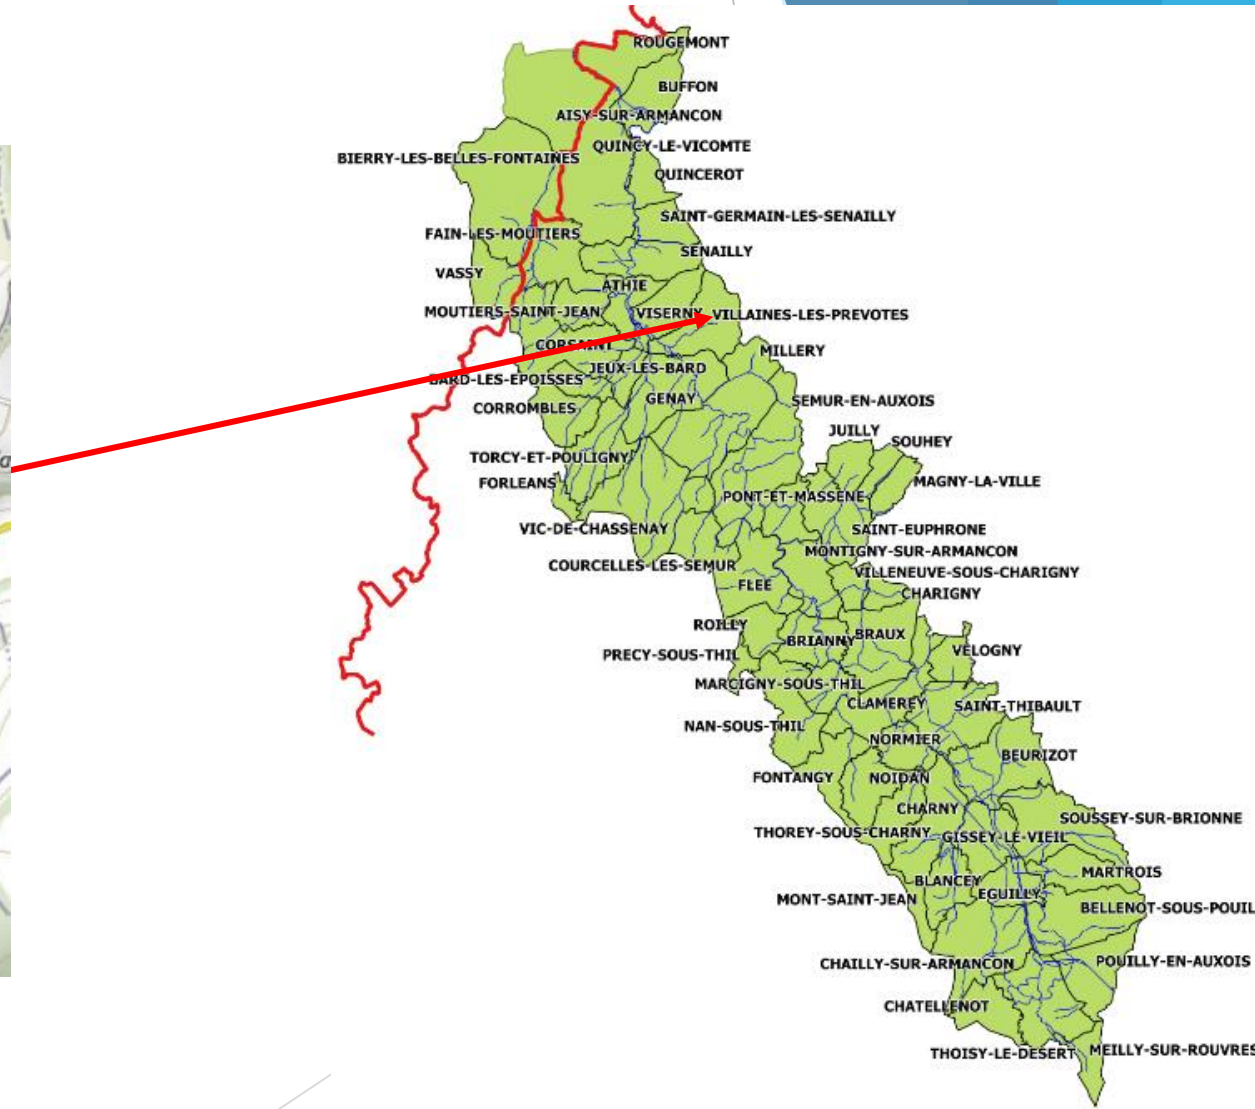 ROUGEMONT
BUFFON
AISY-SUR-ARMANCON
QUINCY-LE-VICOMTE
BIERRY-LES-BELLES-FONTAINES
QUINCEROT
SAINT-GERMAIN-LES-SENAILLY
FAIN-LES-MOUTIERS
SENAILLY
VASSY
ATHIE
MOUTIERS-SAINT-JEAN
VISERNY
VILLAINES-LES-PREVOTES
CORSAINT
MILLERY
JEUX-LES-BARD
BARD-LES-EPOISSES
GENAY
SEMUR-EN-AUXOIS
CORROMBLES
JUILLY
SOUHEY
TORCY-ET-POULIGNY
FORLEANS
MAGNY-LA-VILLE
PONT-ET-MASSENE
VIC-DE-CHASSENAY
SAINT-EUPHRONE
MONTIGNY-SUR-ARMANCON
COURCELLES-LES-SEMUR
VILLENEUVE-SOUS-CHARIGNY
FLEE
CHARIGNY
ROILLY
BRIANNY
BRAUX
PRECY-SOUS-THIL
VELOGNY
MARCIGNY-SOUS-THIL
CLAMEREY
SAINT-THIBAULT
NAN-SOUS-THIL
NORMIER
BEURIZOT
FONTANGY
NOIDAN
CHARNY
SOUSSEY-SUR-BRIONNE
THOREY-SOUS-CHARNY
GISSEY-LE-VIEIL
MARTROIS
BLANCEY
EGUILLY
MONT-SAINT-JEAN
BELLENOT-SOUS-POUIL
CHAILLY-SUR-ARMANCON
POUILLY-EN-AUXOIS
CHATELLENOT
THOISY-LE-DESERT
MEILLY-SUR-ROUVRES